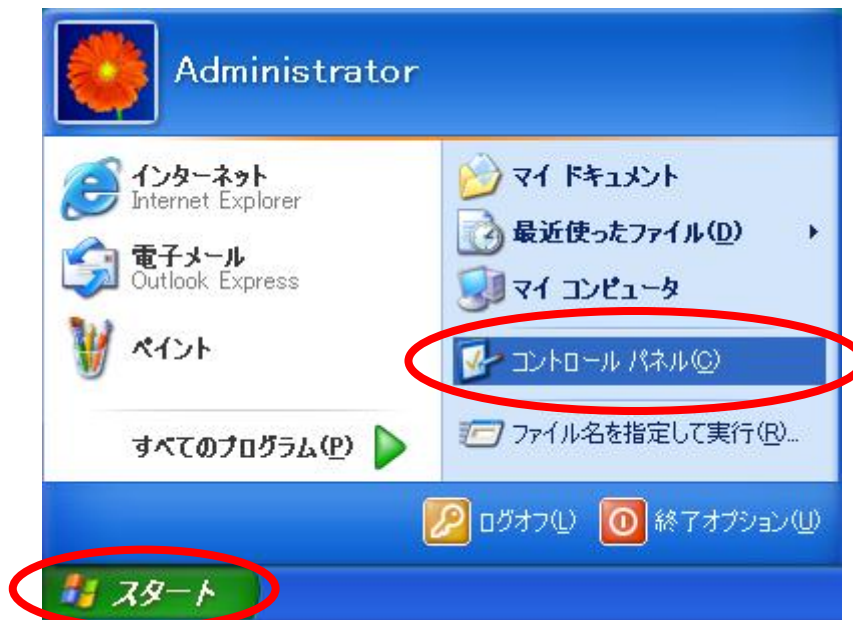 Administrator
インターネット
Internet Explorer
電子メール
Outlook Express
ペイント
すべてのプログラム(P)
マイ ドキュメント
最近使ったファイル(D)
マイ コンピュータ
コントロール パネル(C)
ファイル名を指定して実行(R)...
ログオフ(L)
終了オプション(U)
スタート